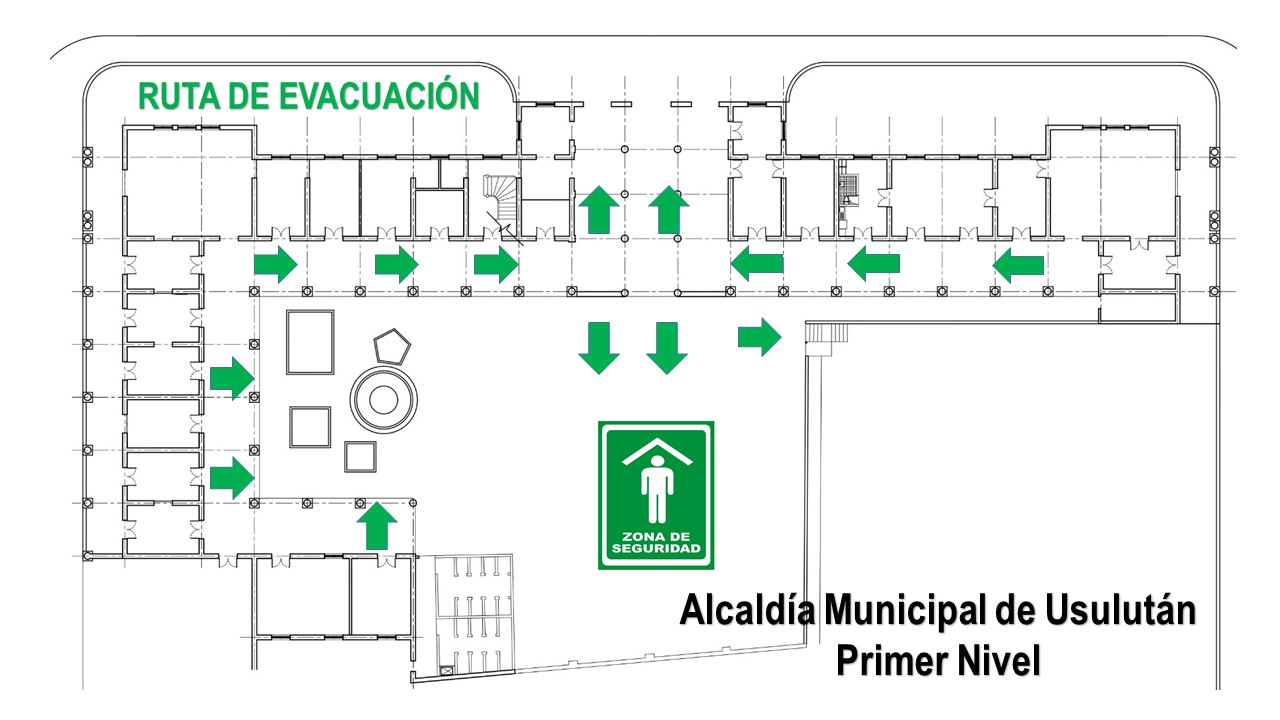 RUTA DE EVACUACIÓN
ZONA DE
SEGURIDAD
Alcaldía Municipal de Usulután
Primer Nivel